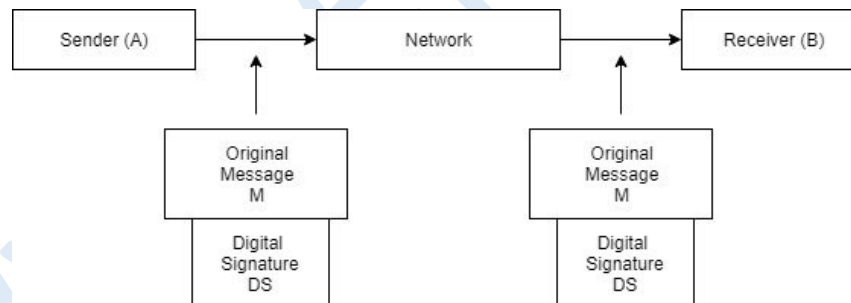 Sender (A)
Network
Receiver (B)
Original
Message
M
Digital
Signature
DS
Original
Message
M
Digital
Signature
DS